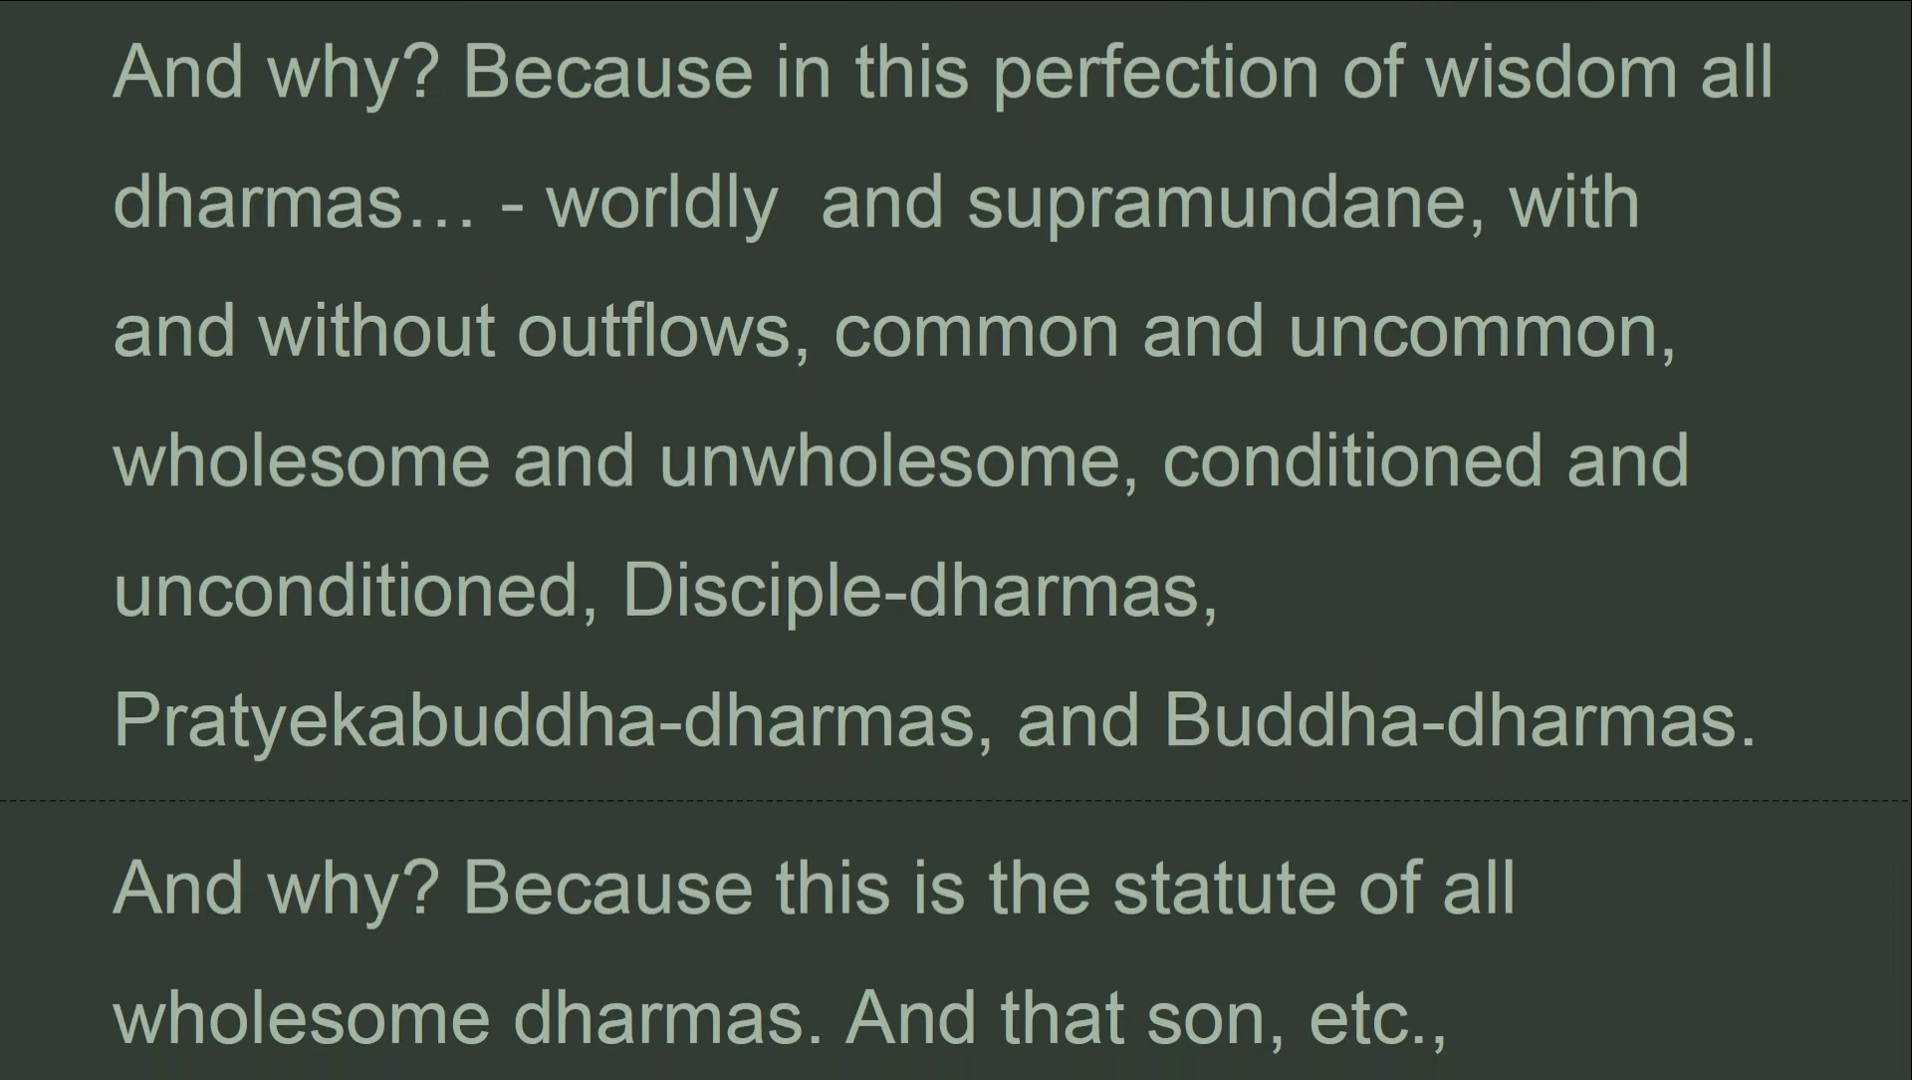 And why? Because in this perfection of wisdom all
dharmas… - worldly  and supramundane, with
and without outflows, common and uncommon,
wholesome and unwholesome, conditioned and
unconditioned, Disciple-dharmas,
Pratyekabuddha-dharmas, and Buddha-dharmas.
And why? Because this is the statute of all
wholesome dharmas. And that son, etc.,